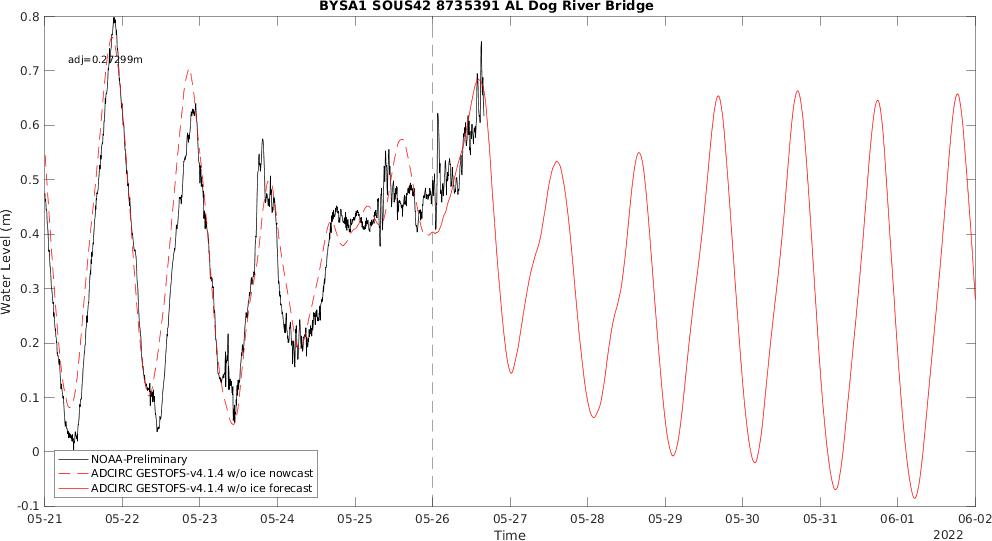 BYSA1 SOUS42 8735391 AL Dog River Bridge
adj=0.27299m
Water Level (m)
0.8
0.7
0.6
0.5
0.4
0.3
0.2
0.1
0
-0.1
NOAA-Preliminary
ADCIRC GESTOFS-v4.1.4 w/o ice nowcast
ADCIRC GESTOFS-v4.1.4 w/o ice forecast
05-21 05-22 05-23 05-24 05-25 05-26 05-27 05-28 05-29 05-30 05-31 06-01 06-02
Time
2022